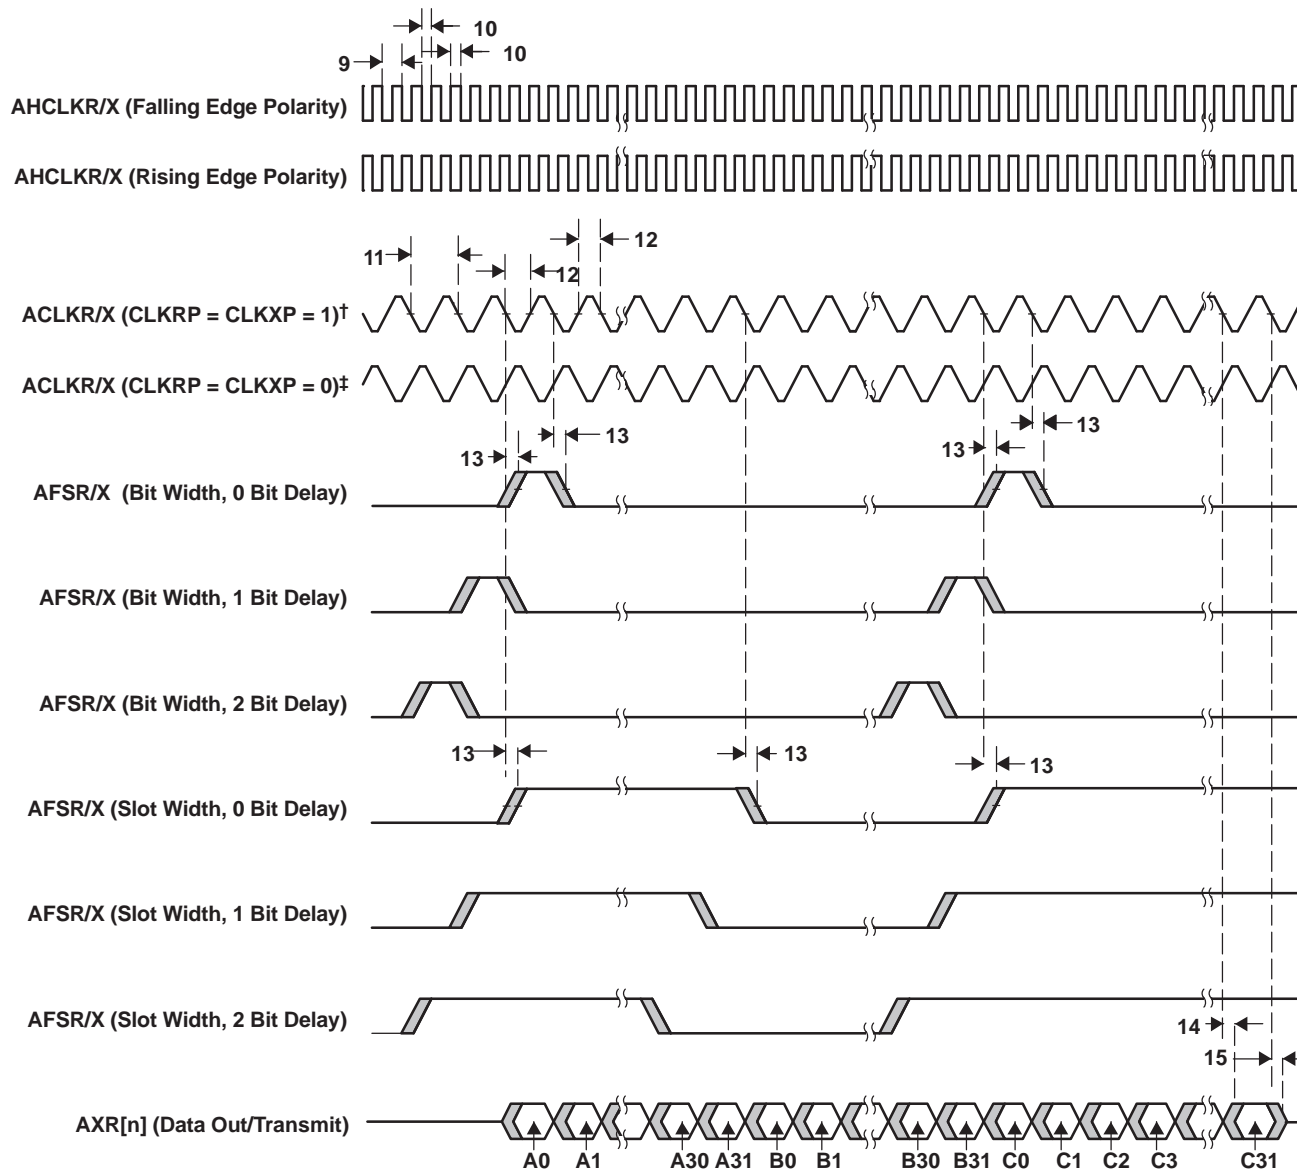 10
10
9
AHCLKR/X (Falling Edge Polarity)
AHCLKR/X (Rising Edge Polarity)
12
11
12
ACLKR/X (CLKRP = CLKXP = 1)†
ACLKR/X (CLKRP = CLKXP = 0)‡
13
13
13
13
AFSR/X (Bit Width, 0 Bit Delay)
AFSR/X (Bit Width, 1 Bit Delay)
AFSR/X (Bit Width, 2 Bit Delay)
13
13
13
AFSR/X (Slot Width, 0 Bit Delay)
AFSR/X (Slot Width, 1 Bit Delay)
AFSR/X (Slot Width, 2 Bit Delay)
14
15
AXR[n] (Data Out/Transmit)
A0 A1 A30 A31 B0 B1 B30 B31 C0 C1 C2 C3 C31